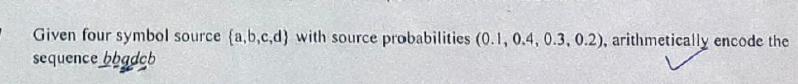 Given four symbol source {a,b,c,d} with source probabilities (0.1, 0.4, 0.3, 0.2), arithmetically encode the
sequence bbadcb